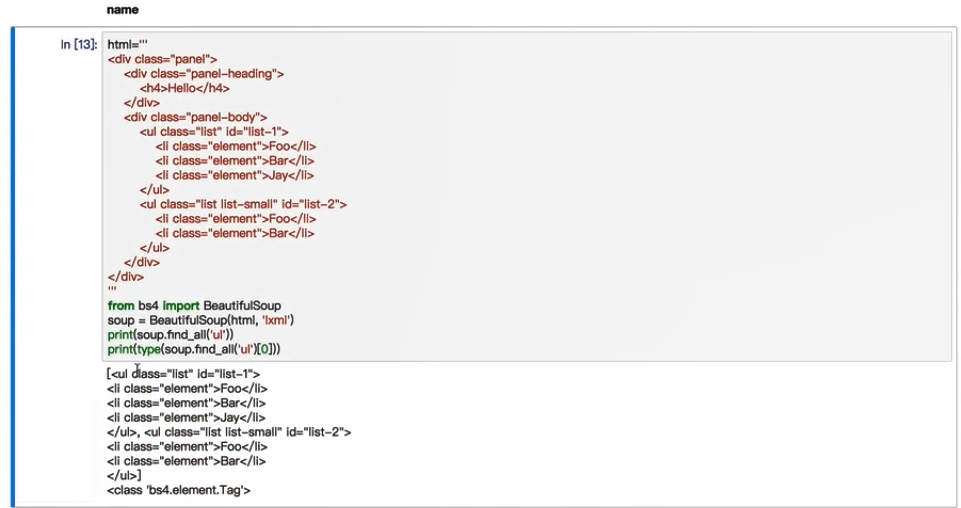 name
In [13]: html='''
<div class="panel">
    <div class="panel-heading">
        <h4>Hello</h4>
    </div>
    <div class="panel-body">
        <ul class="list" id="list-1">
            <li class="element">Foo</li>
            <li class="element">Bar</li>
            <li class="element">Jay</li>
        </ul>
        <ul class="list list-small" id="list-2">
            <li class="element">Foo</li>
            <li class="element">Bar</li>
        </ul>
    </div>
</div>
'''
from bs4 import BeautifulSoup
soup = BeautifulSoup(html, 'lxml')
print(soup.find_all('ul'))
print(type(soup.find_all('ul')[0]))
[<ul class="list" id="list-1">
<li class="element">Foo</li>
<li class="element">Bar</li>
<li class="element">Jay</li>
</ul>, <ul class="list list-small" id="list-2">
<li class="element">Foo</li>
<li class="element">Bar</li>
</ul>]
<class 'bs4.element.Tag'>